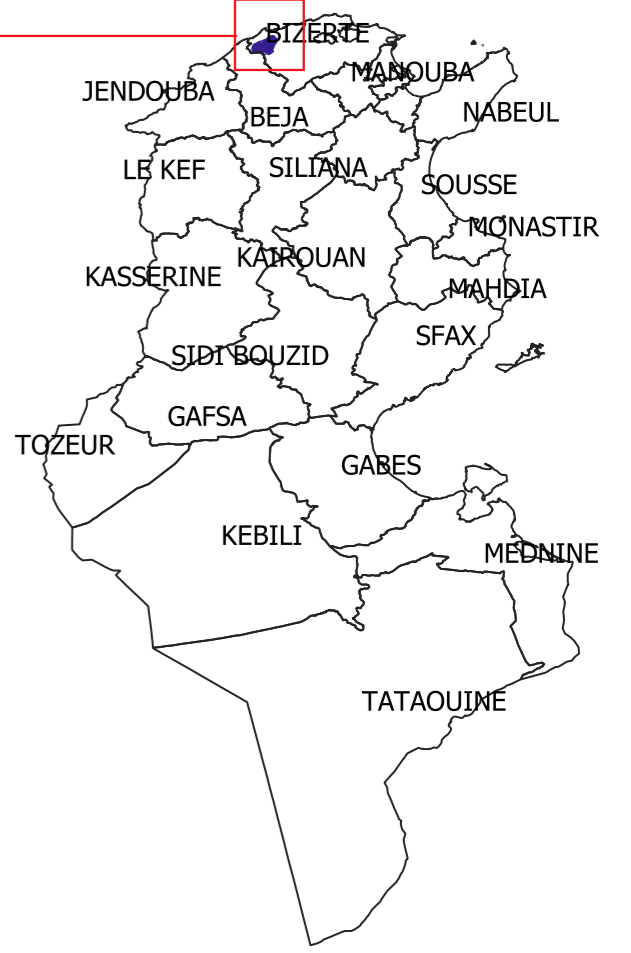 BIZERTE
MANOUBA
JENDOUBA
NABEUL
BEJA
LE KEF
SILIANA
SOUSSE
MONASTIR
KAIROUAN
KASSERINE
MAHDIA
SFAX
SIDI BOUZID
GAFSA
TOZEUR
GABES
KEBILI
MEDNINE
TATAOUINE